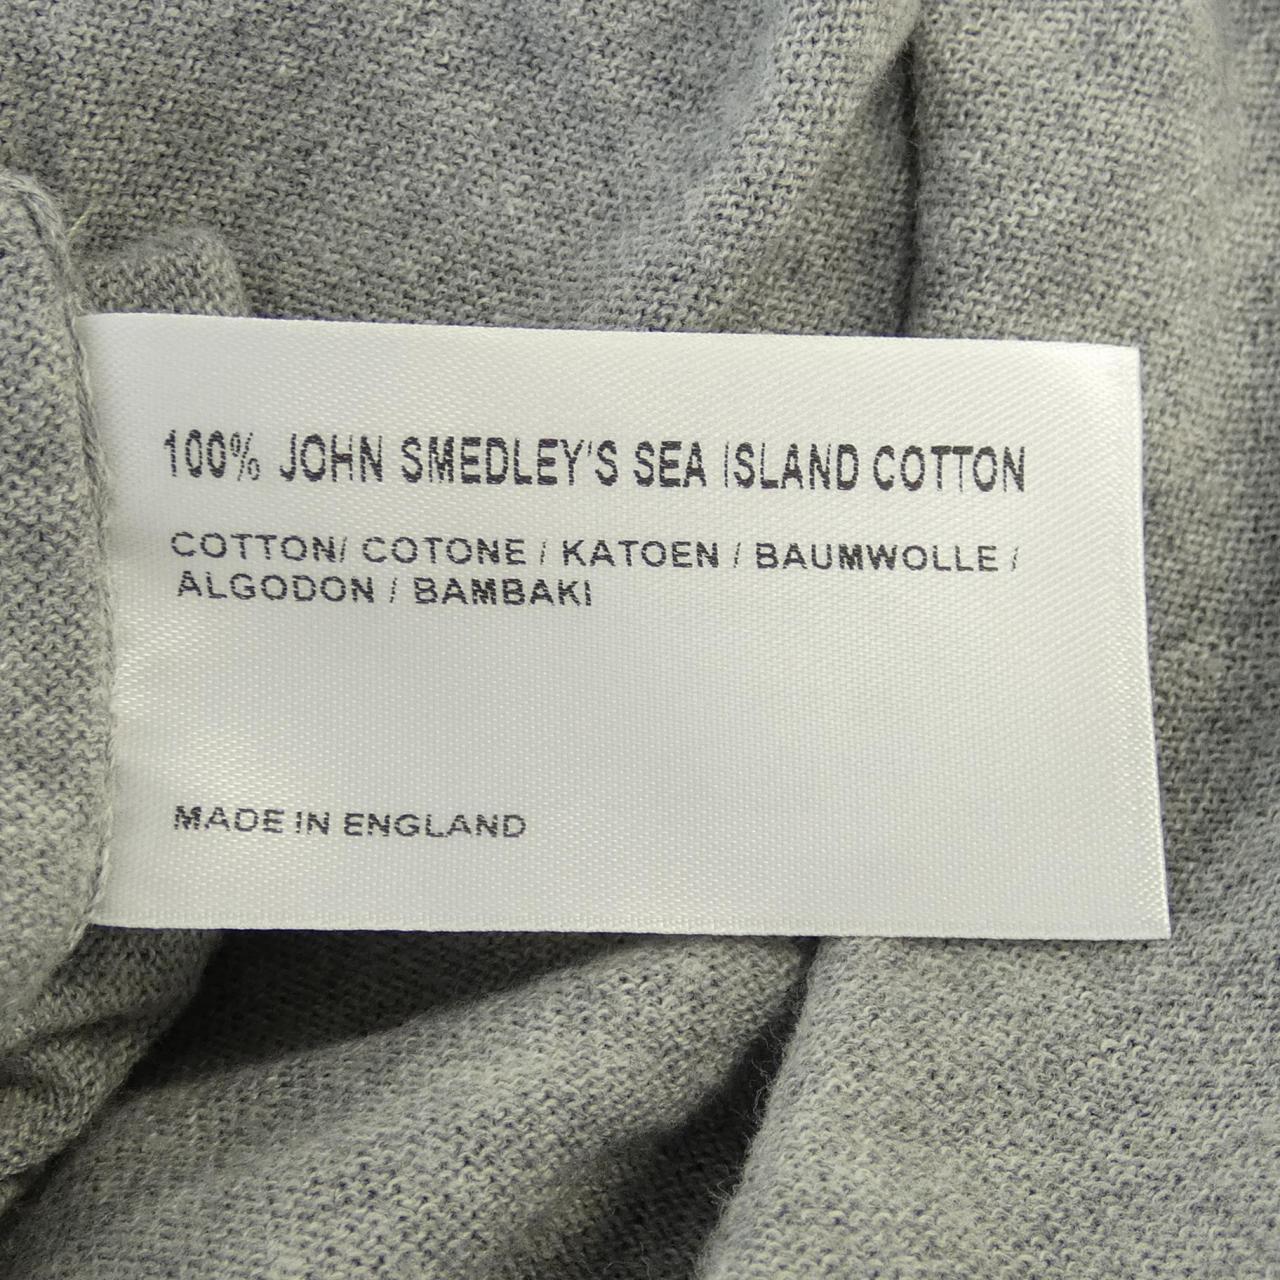 100% JOHN SMEDLEY'S SEA ISLAND COTTON
COTTON/ COTONE / KATOEN / BAUMWOLLE /
ALGODON / BAMBAKI
MADE IN ENGLAND